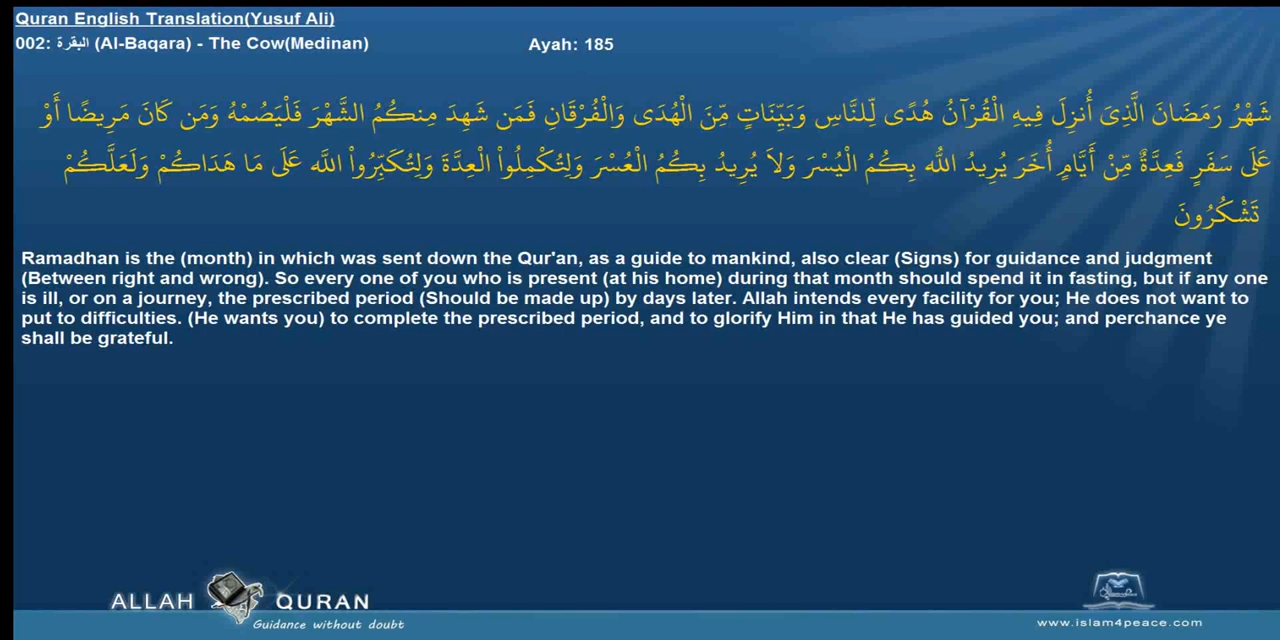 Quran English Translation(Yusuf Ali)
002: البقرة (Al-Baqara) - The Cow(Medinan)
Ayah: 185
شَهْرُ رَمَضَانَ الَّذِىَ أُنزِلَ فِيهِ الْقُرْآنُ هُدًى لِّلنَّاسِ وَبَيِّنَاتٍ مِّنَ الْهُدَى وَالْفُرْقَانِ فَمَن شَهِدَ مِنكُمُ الشَّهْرَ فَلْيَصُمْهُ وَمَن كَانَ مَرِيضًا أَوْ
عَلَى سَفَرٍ فَعِدَّةٌ مِّنْ أَيَّامٍ أُخَرَ يُرِيدُ اللّهُ بِكُمُ الْيُسْرَ وَلاَ يُرِيدُ بِكُمُ الْعُسْرَ وَلِتُكْمِلُواْ الْعِدَّةَ وَلِتُكَبِّرُواْ اللَّه عَلَى مَا هَدَاكُمْ وَلَعَلَّكُمْ
تَشْكُرُونَ
Ramadhan is the (month) in which was sent down the Qur'an, as a guide to mankind, also clear (Signs) for guidance and judgment
(Between right and wrong). So every one of you who is present (at his home) during that month should spend it in fasting, but if any one
is ill, or on a journey, the prescribed period (Should be made up) by days later. Allah intends every facility for you; He does not want to
put to difficulties. (He wants you) to complete the prescribed period, and to glorify Him in that He has guided you; and perchance ye
shall be grateful.
ALLAH QURAN
Guidance without doubt
www.islam4peace.com